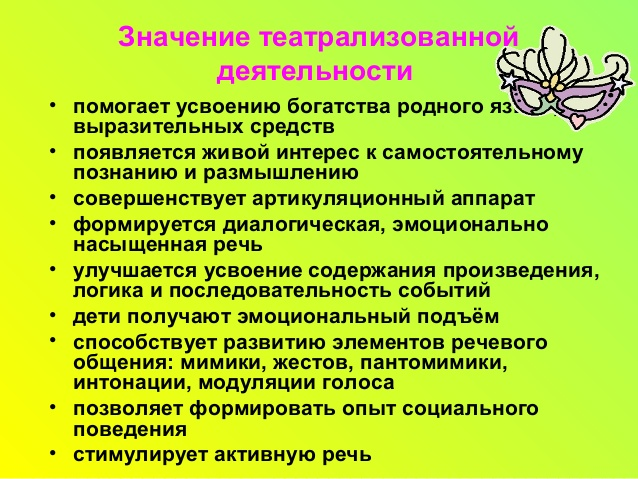 Значение театрализованной
деятельности
• помогает усвоению богатства родного
выразительных средств
• появляется живой интерес к самостоятельному
познанию и размышлению
• совершенствует артикуляционный аппарат
• формируется диалогическая, эмоционально
насыщенная речь
• улучшается усвоение содержания произведения,
логика и последовательность событий
• дети получают эмоциональный подъём
• способствует развитию элементов речевого
общения: мимики, жестов, пантомимики,
интонации, модуляции голоса
• позволяет формировать опыт социального
поведения
• стимулирует активную речь